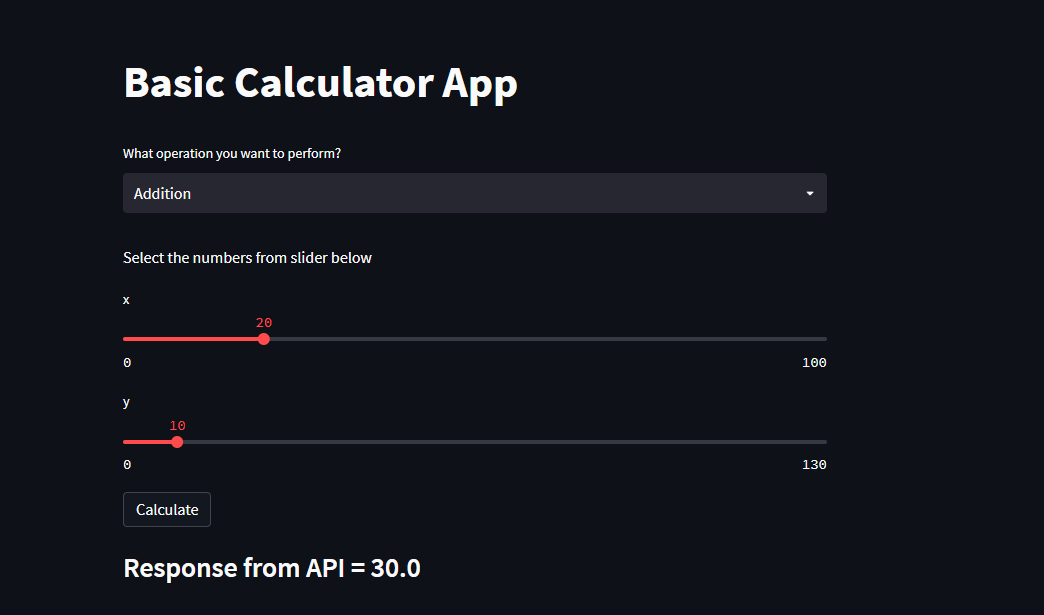 Basic Calculator App
What operation you want to perform?
Addition
Select the numbers from slider below
x
20
0 100
y
10
0 130
Calculate
Response from API = 30.0